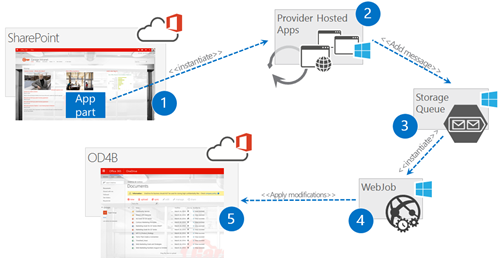 SharePoint
App
part
1
<<instantiate>>
2
Provider Hosted
Apps
<<Add message>>
Storage
Queue
3
<<instantiate>>
WebJob
4
<<Apply modifications>>
OD4B
Documents
5